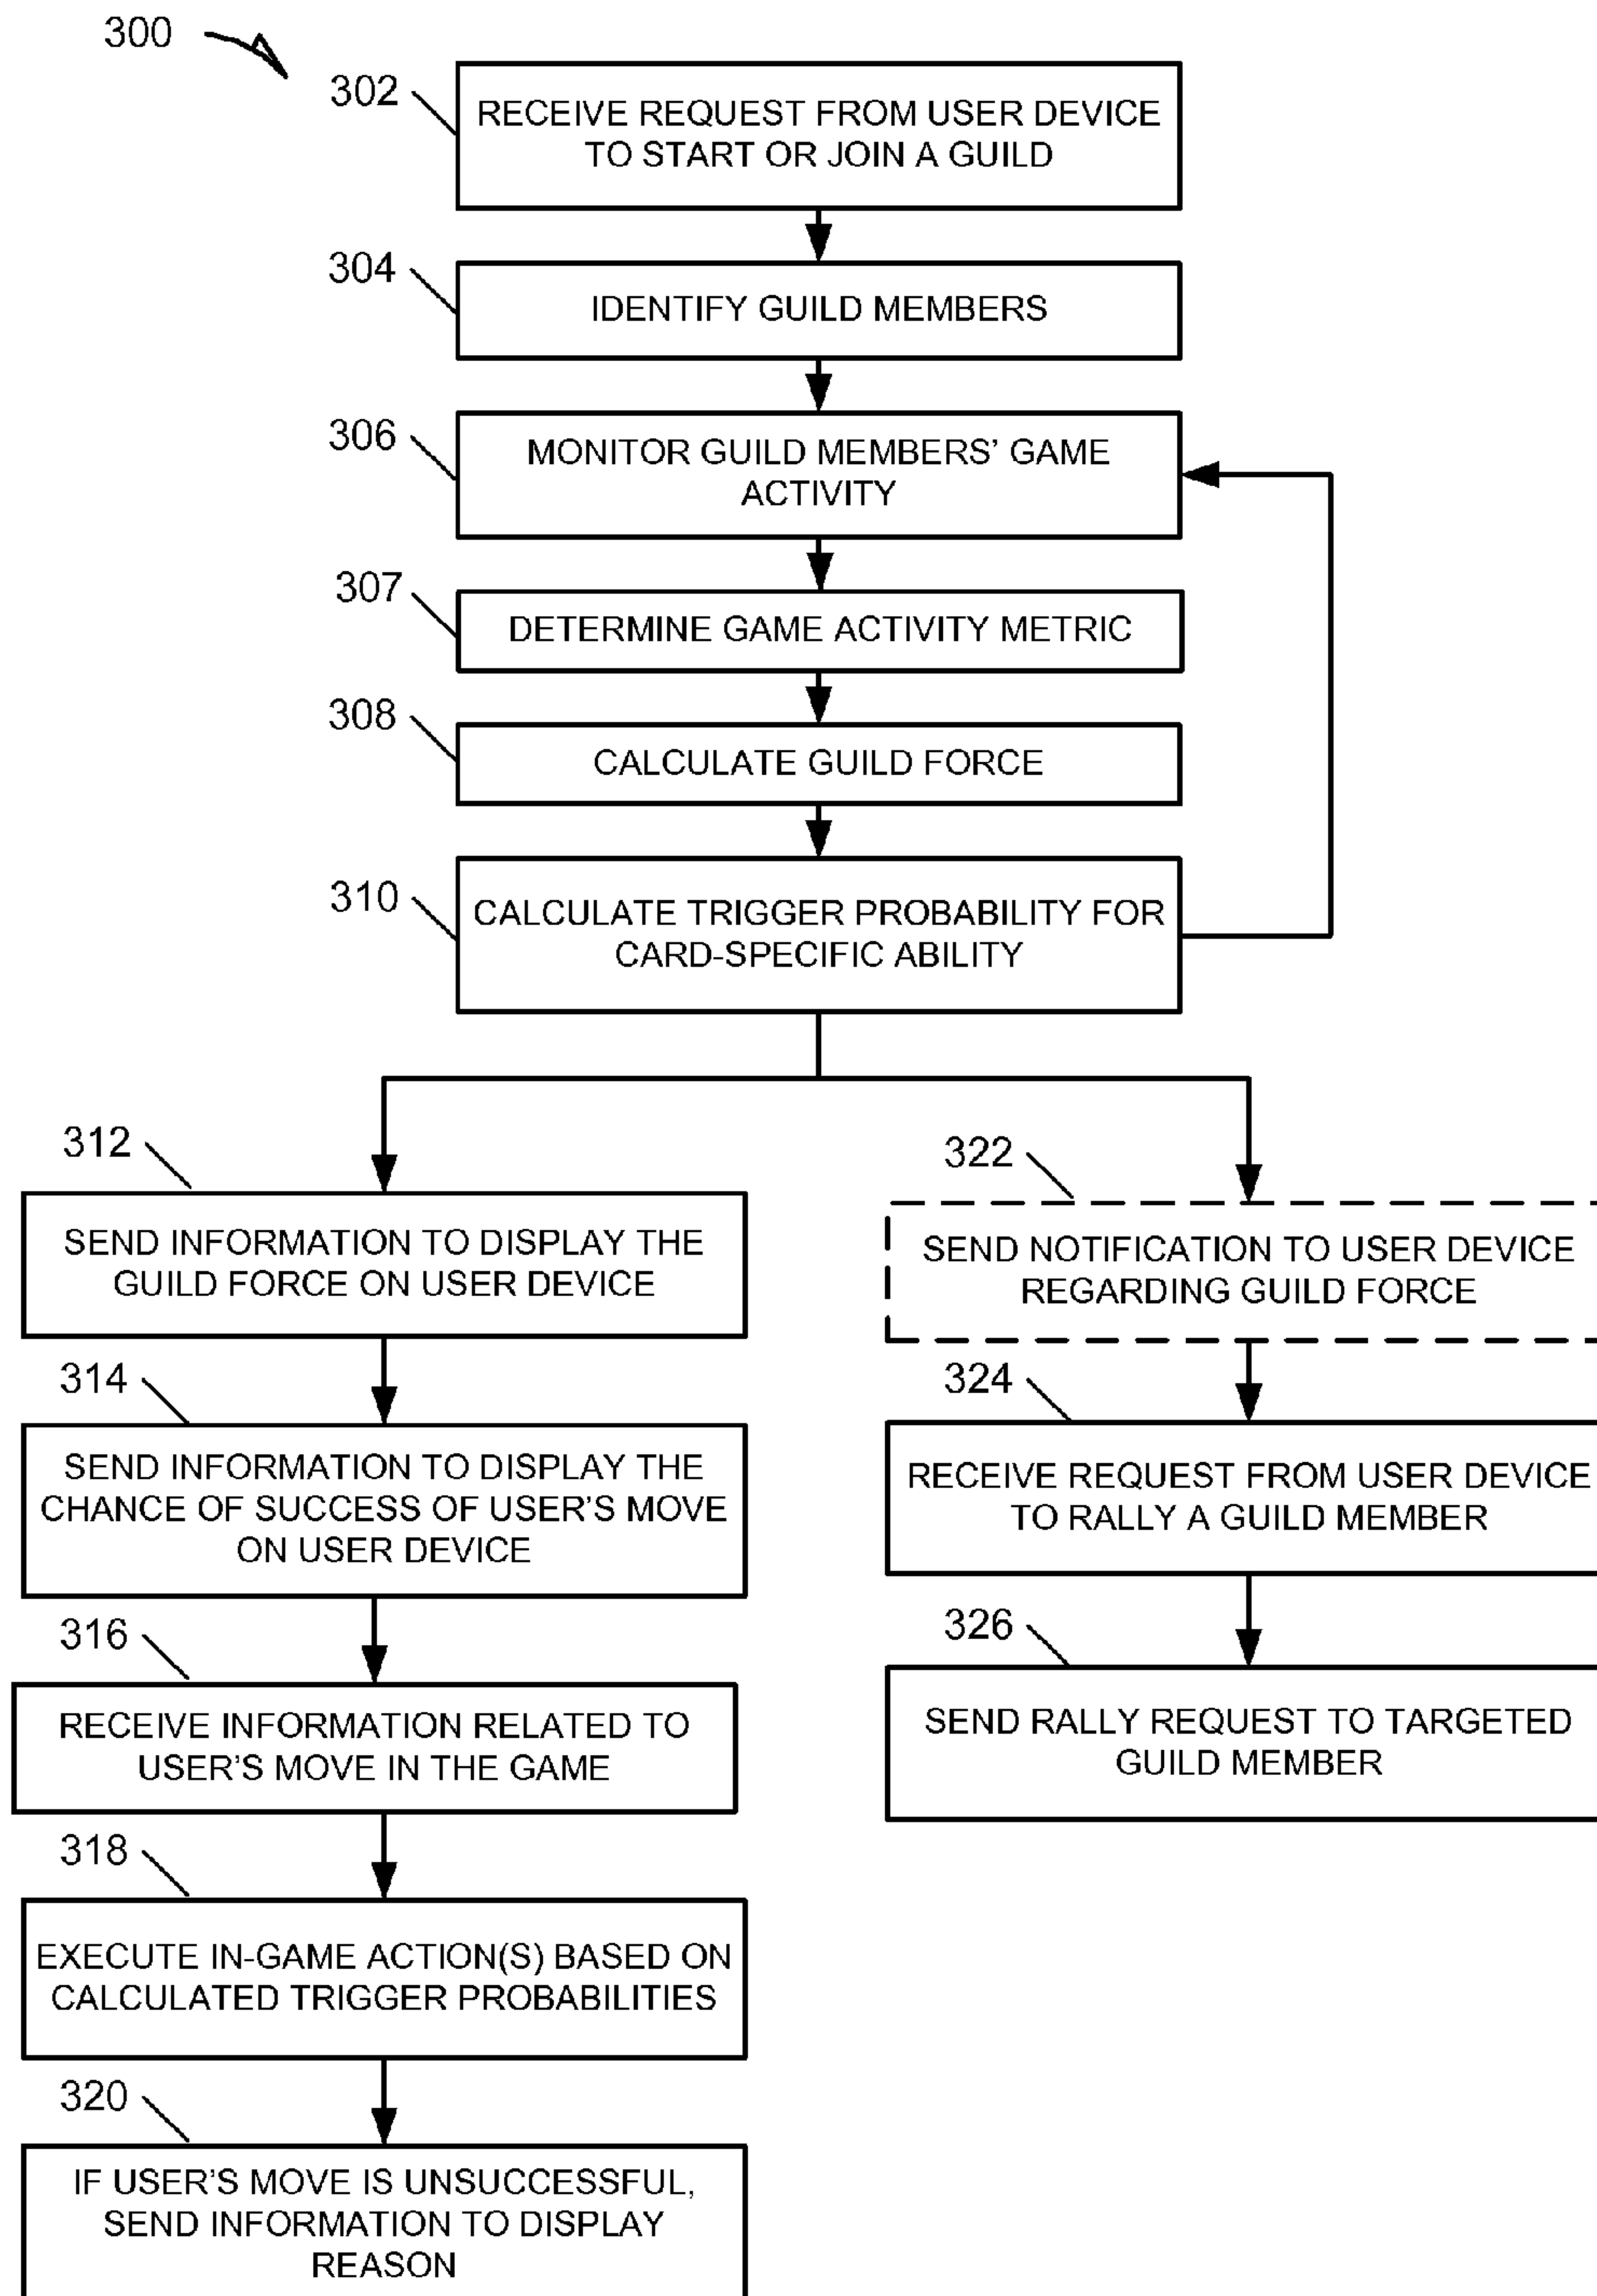 300
302
RECEIVE REQUEST FROM USER DEVICE
TO START OR JOIN A GUILD
304
IDENTIFY GUILD MEMBERS
306
MONITOR GUILD MEMBERS’ GAME
ACTIVITY
307
DETERMINE GAME ACTIVITY METRIC
308
CALCULATE GUILD FORCE
310
CALCULATE TRIGGER PROBABILITY FOR
CARD-SPECIFIC ABILITY
312
SEND INFORMATION TO DISPLAY THE
GUILD FORCE ON USER DEVICE
314
SEND INFORMATION TO DISPLAY THE
CHANCE OF SUCCESS OF USER’S MOVE
ON USER DEVICE
316
RECEIVE INFORMATION RELATED TO
USER’S MOVE IN THE GAME
318
EXECUTE IN-GAME ACTION(S) BASED ON
CALCULATED TRIGGER PROBABILITIES
320
IF USER’S MOVE IS UNSUCCESSFUL,
SEND INFORMATION TO DISPLAY
REASON
322
SEND NOTIFICATION TO USER DEVICE
REGARDING GUILD FORCE
324
RECEIVE REQUEST FROM USER DEVICE
TO RALLY A GUILD MEMBER
326
SEND RALLY REQUEST TO TARGETED
GUILD MEMBER